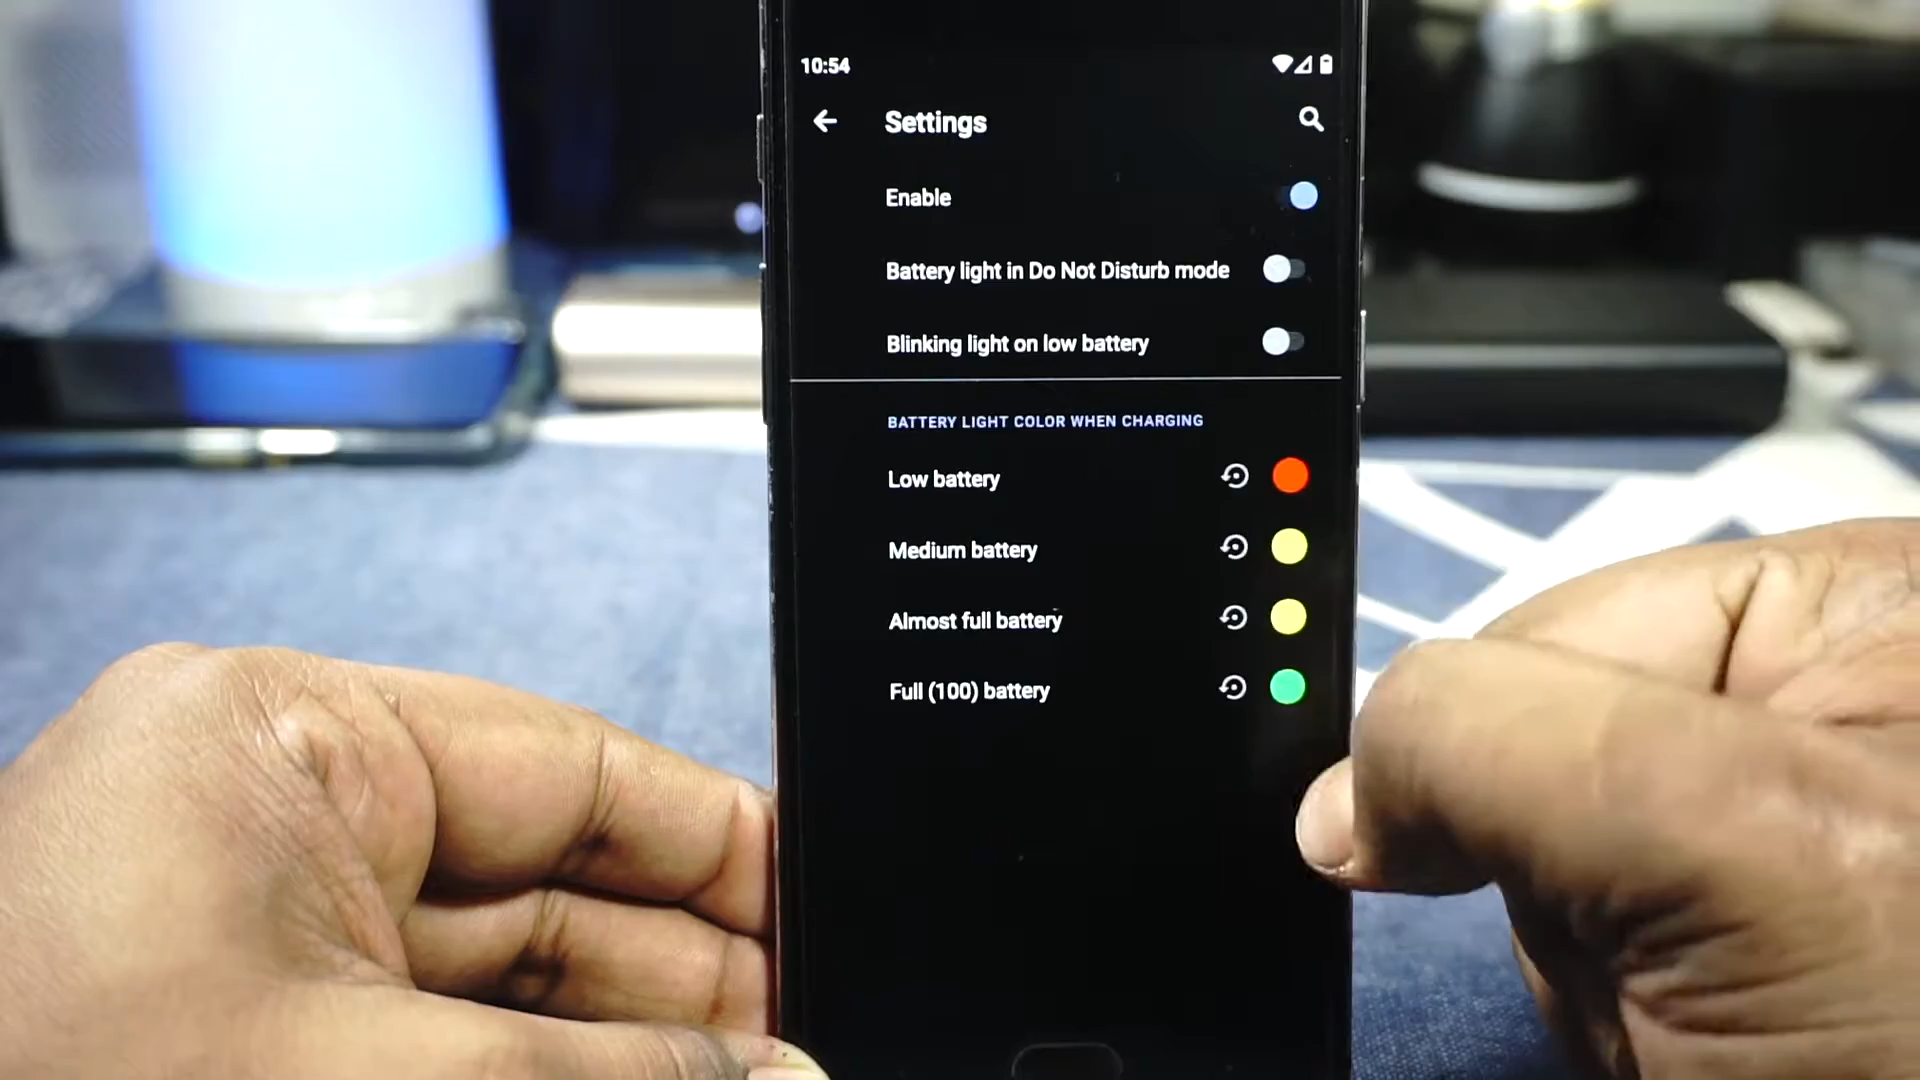 10:54
Settings
Enable
Battery light in Do Not Disturb mode
Blinking light on low battery
BATTERY LIGHT COLOR WHEN CHARGING
Low battery
Medium battery
Almost full battery
Full (100) battery